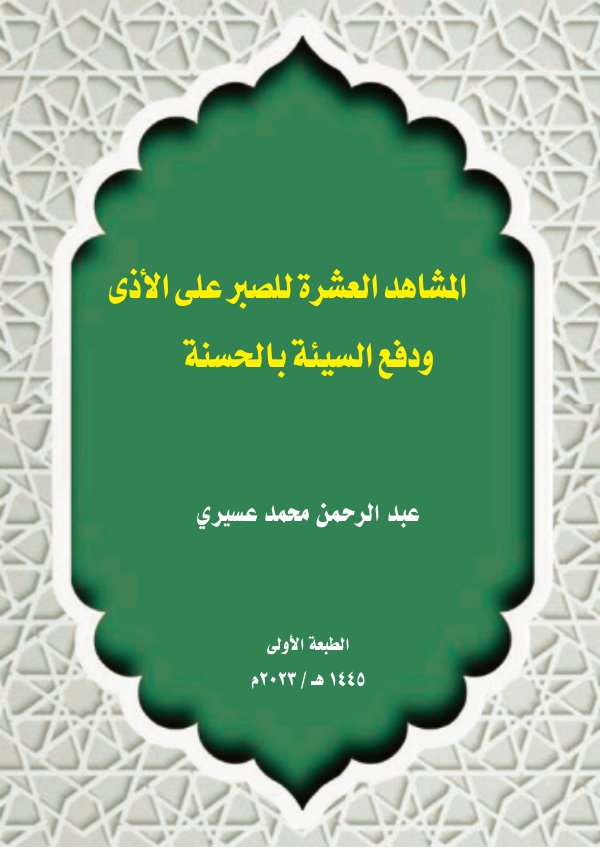 المشاهد العشرة للصبر على الأذى
ودفع السيئة بالحسنة
عبد الرحمن محمد عسيري
الطبعة الأولى
١٤٤٥ هـ / ٢٠٢٣م